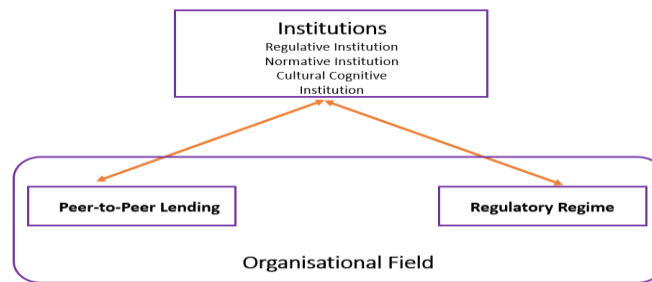 Institutions
Regulative Institution
Normative Institution
Cultural Cognitive
Institution
Peer-to-Peer Lending
Regulatory Regime
Organisational Field